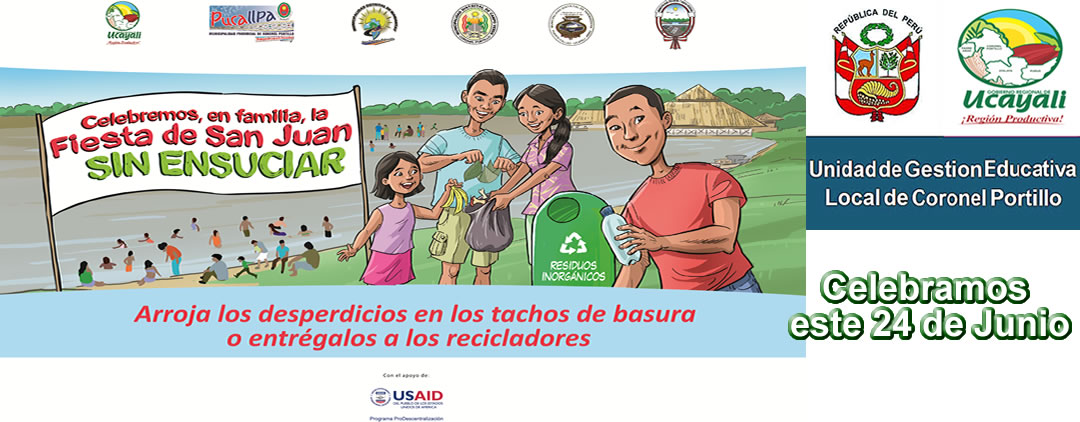 Ucayali
¡Región Productiva!
Pucallpa
MUNICIPALIDAD PROVINCIAL DE CORONEL PORTILLO
Celebremos, en familia, la
Fiesta de San Juan
SIN ENSUCIAR
RESIDUOS
INORGÁNICOS
Arroja los desperdicios en los tachos de basura
o entrégalos a los recicladores
Con el apoyo de:
USAID
DEL PUEBLO DE LOS ESTADOS
UNIDOS DE AMÉRICA
Programa ProDescentralización
REPÚBLICA DEL PERÚ
GOBIERNO REGIONAL DE
Ucayali
¡Región Productiva!
Unidad de Gestion Educativa
Local de Coronel Portillo
Celebramos
este 24 de Junio